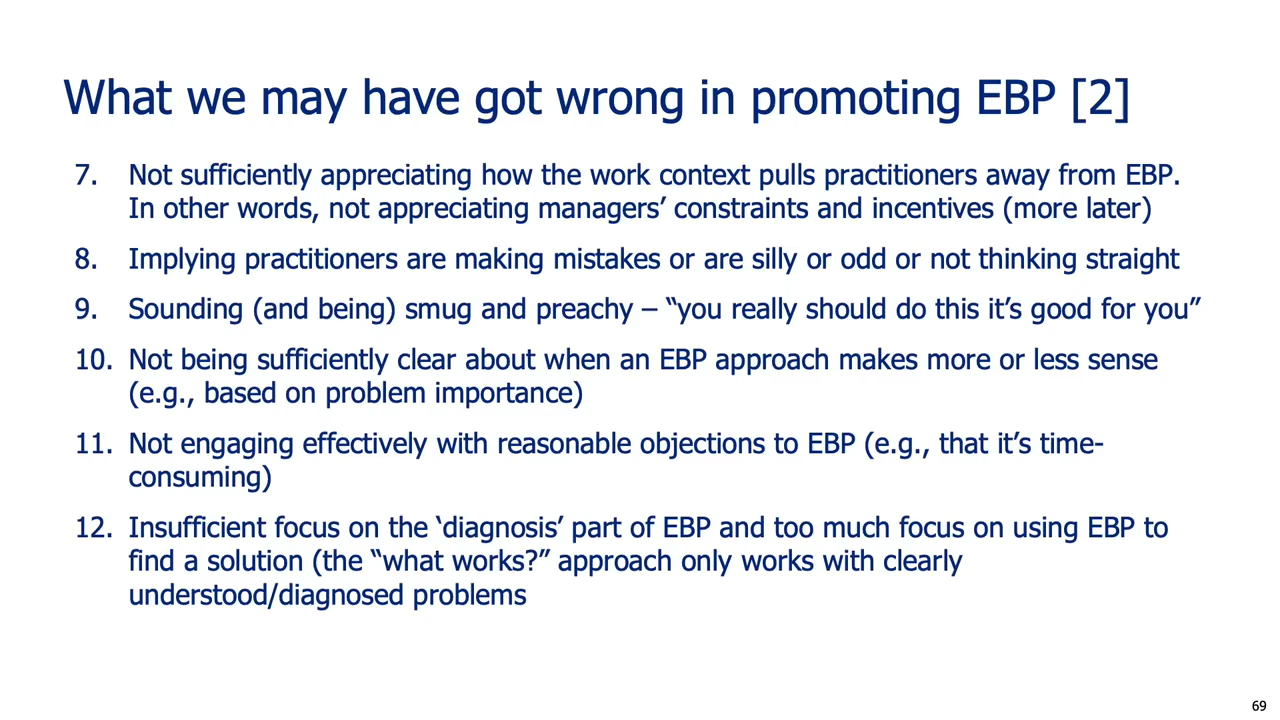 What we may have got wrong in promoting EBP [2]
7. Not sufficiently appreciating how the work context pulls practitioners away from EBP.
In other words, not appreciating managers’ constraints and incentives (more later)
8. Implying practitioners are making mistakes or are silly or odd or not thinking straight
9. Sounding (and being) smug and preachy – “you really should do this it’s good for you”
10. Not being sufficiently clear about when an EBP approach makes more or less sense
(e.g., based on problem importance)
11. Not engaging effectively with reasonable objections to EBP (e.g., that it’s time-
consuming)
12. Insufficient focus on the ‘diagnosis’ part of EBP and too much focus on using EBP to
find a solution (the “what works?” approach only works with clearly
understood/diagnosed problems
69